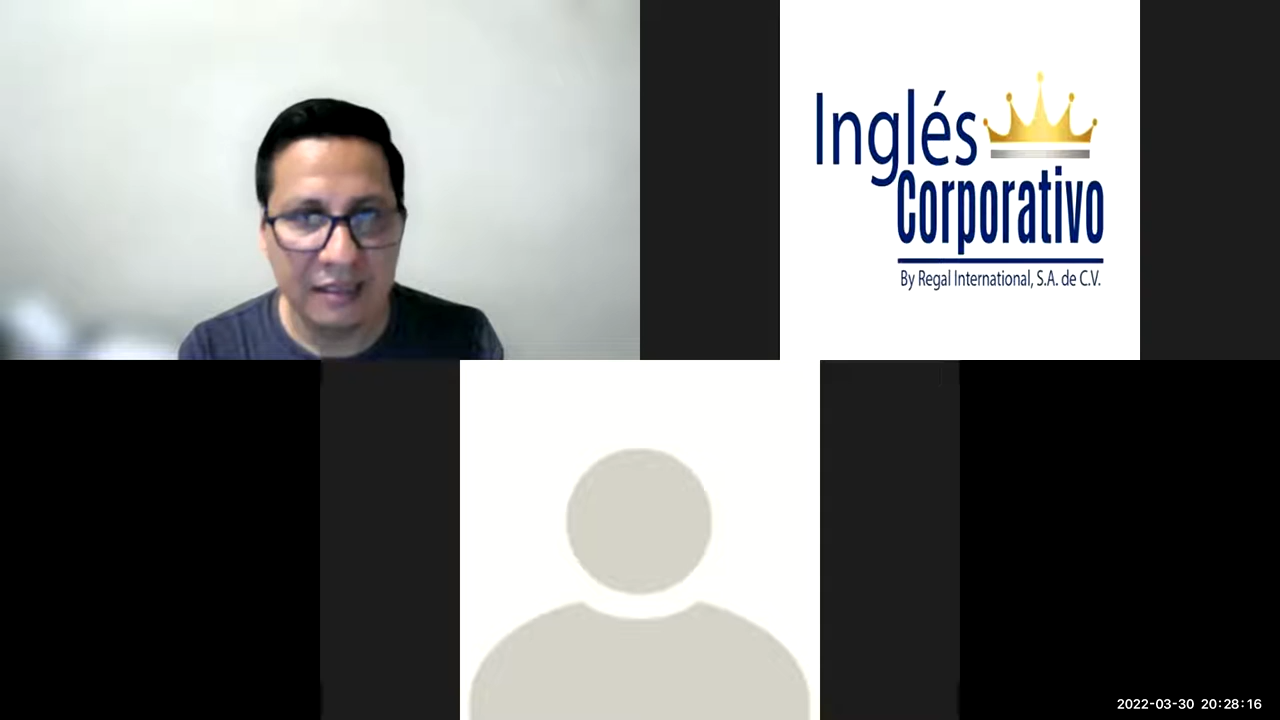 Inglés
Corporativo
By Regal International, S.A. de C.V.
2022-03-30 20:28:16